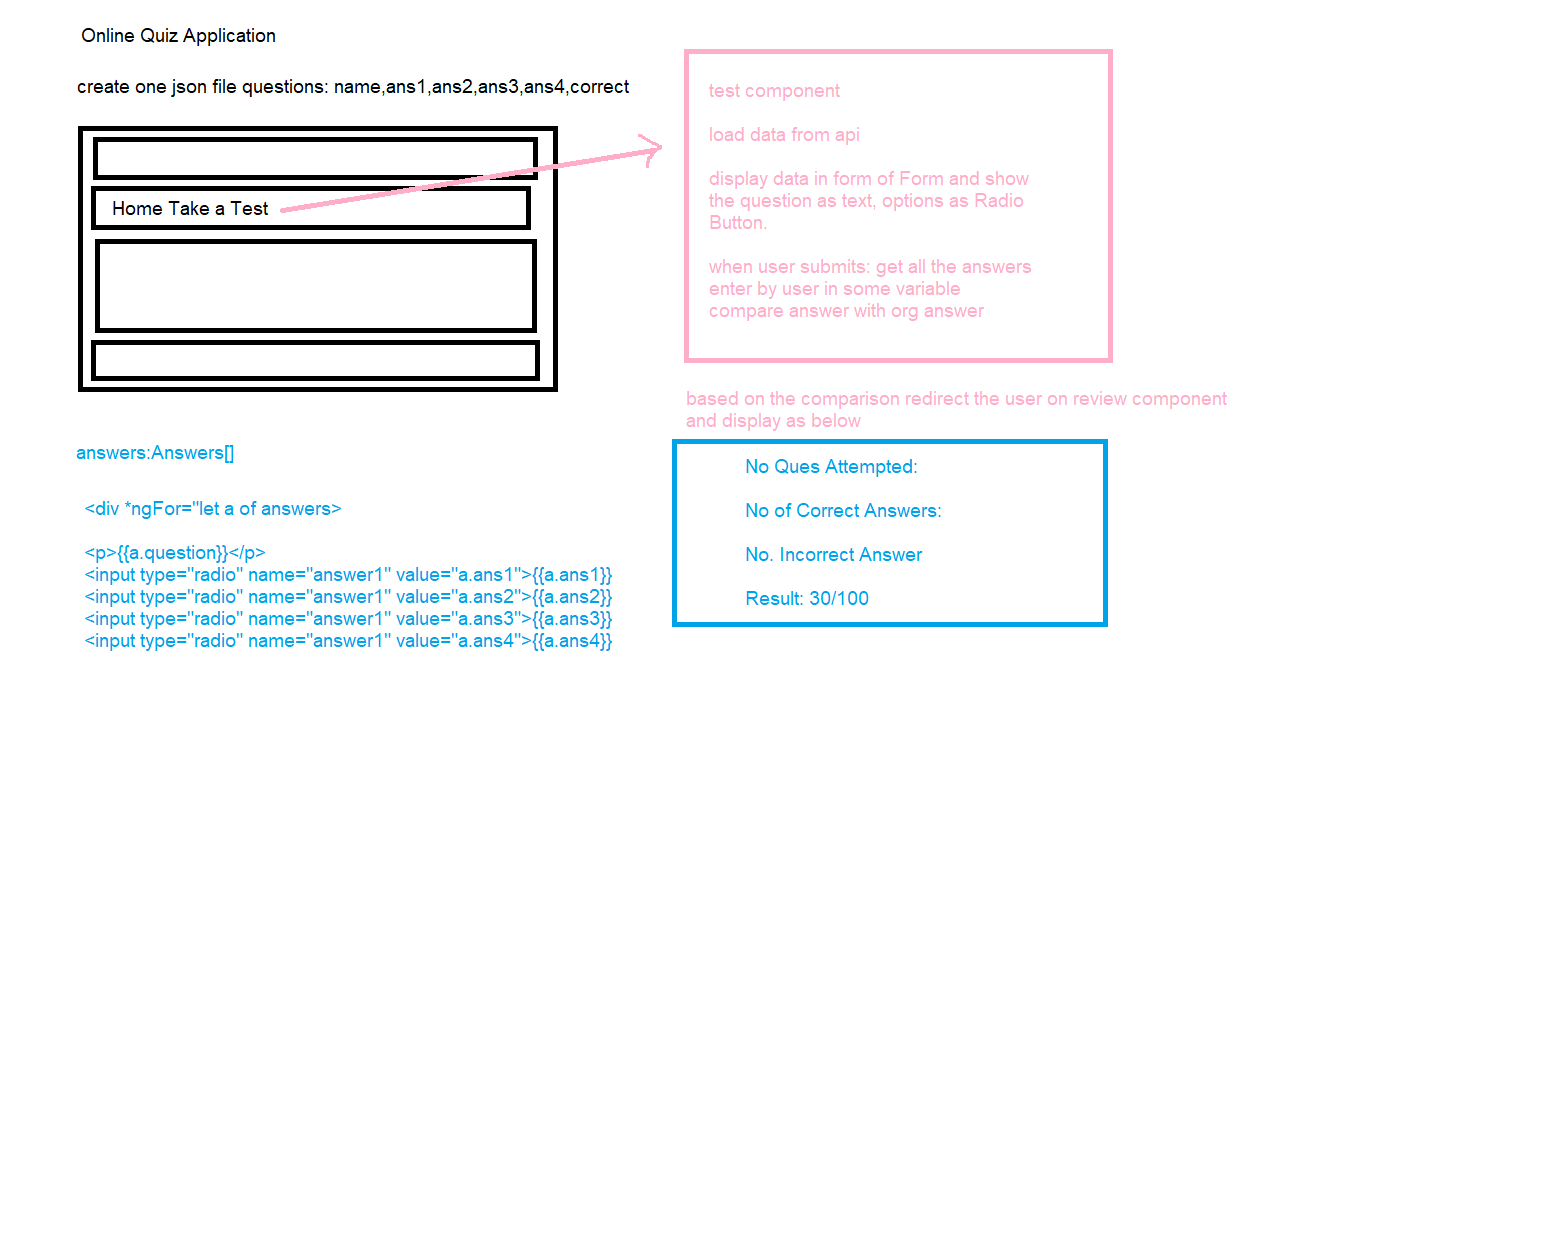 Online Quiz Application
create one json file questions: name,ans1,ans2,ans3,ans4,correct
Home Take a Test
test component
load data from api
display data in form of Form and show
the question as text, options as Radio
Button.
when user submits: get all the answers
enter by user in some variable
compare answer with org answer
based on the comparison redirect the user on review component
and display as below
answers:Answers[]
<div *ngFor="let a of answers>
<p>{{a.question}}</p>
<input type="radio" name="answer1" value="a.ans1">{{a.ans1}}
<input type="radio" name="answer1" value="a.ans2">{{a.ans2}}
<input type="radio" name="answer1" value="a.ans3">{{a.ans3}}
<input type="radio" name="answer1" value="a.ans4">{{a.ans4}}
No Ques Attempted:
No of Correct Answers:
No. Incorrect Answer
Result: 30/100